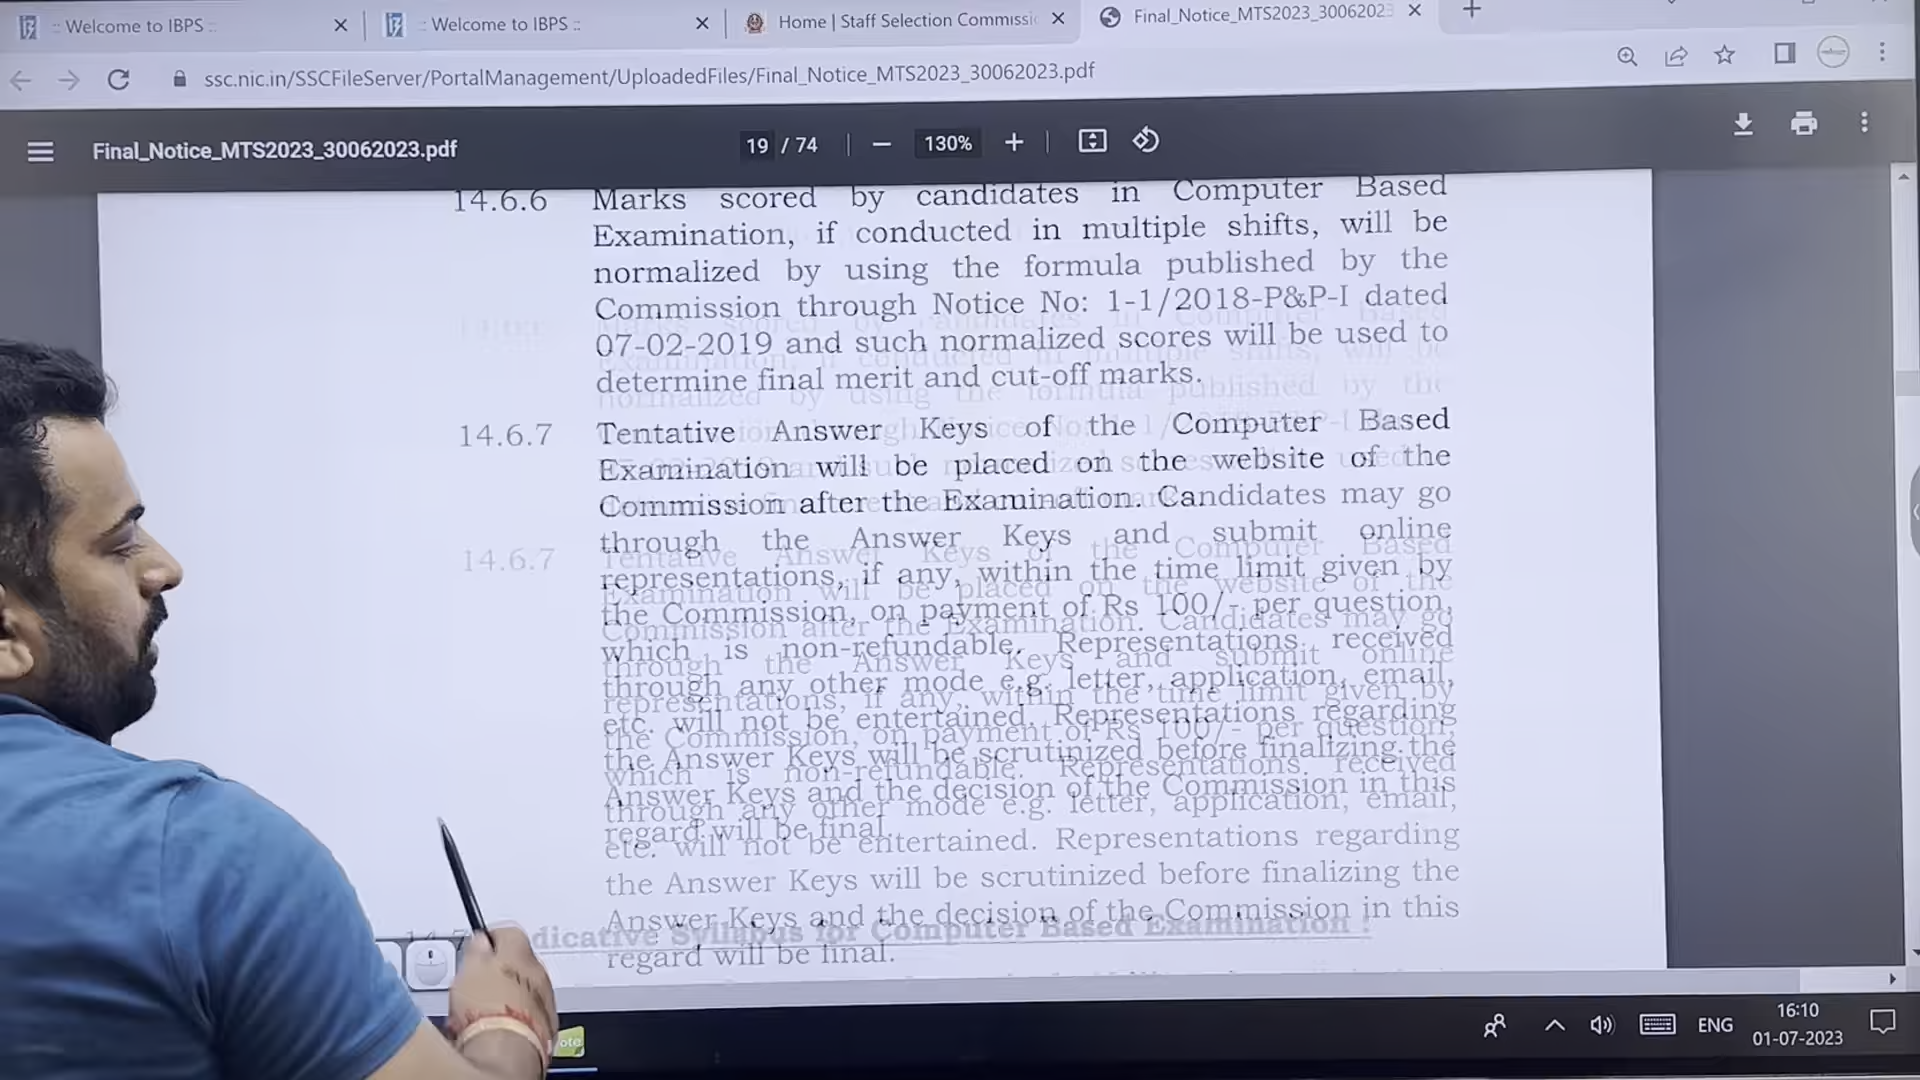 :: Welcome to IBPS ::
:: Welcome to IBPS ::
Home | Staff Selection Commissi
Final_Notice_MTS2023_30062023
ssc.nic.in/SSCFileServer/PortalManagement/UploadedFiles/Final_Notice_MTS2023_30062023.pdf
Final_Notice_MTS2023_30062023.pdf
19 / 74
130%
14.6.6 Marks scored by candidates in Computer Based
Examination, if conducted in multiple shifts, will be
normalized by using the formula published by the
Commission through Notice No: 1-1/2018-P&P-I dated
07-02-2019 and such normalized scores will be used to
determine final merit and cut-off marks.
14.6.7 Tentative Answer Keys of the Computer Based
Examination will be placed on the website of the
Commission after the Examination. Candidates may go
through the Answer Keys and submit online
representations, if any, within the time limit given by
the Commission, on payment of Rs 100/- per question,
which is non-refundable. Representations received
through any other mode e.g. letter, application, email,
etc. will not be entertained. Representations regarding
the Answer Keys will be scrutinized before finalizing the
Answer Keys and the decision of the Commission in this
regard will be final.
dicative Syllabus for Computer Based Examination :
ote
ENG
16:10
01-07-2023